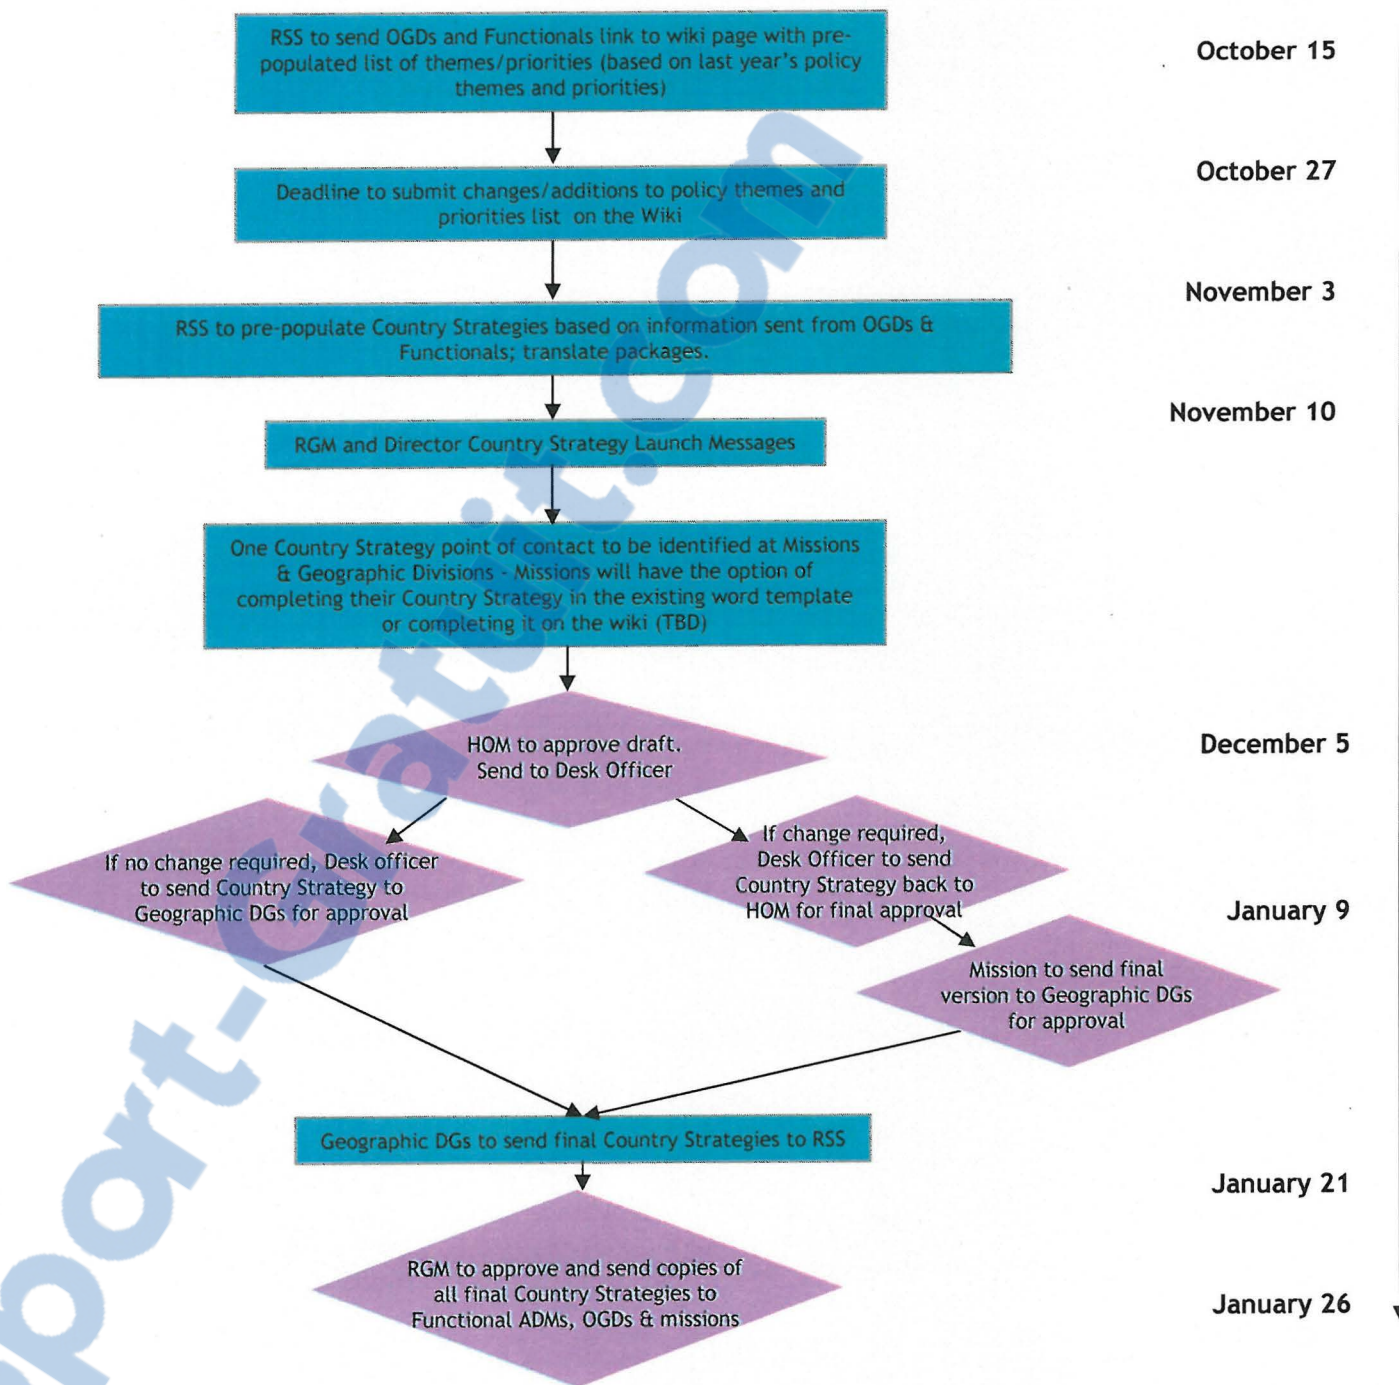 RSS to send OGDs and Functionals link to wiki page with pre-
populated list of themes/priorities (based on last year's policy
themes and priorities)
October 15
Deadline to submit changes/additions to policy themes and
priorities list on the Wiki
October 27
RSS to pre-populate Country Strategies based on information sent from OGDs &
Functionals; translate packages.
November 3
RGM and Director Country Strategy Launch Messages
November 10
One Country Strategy point of contact to be identified at Missions
& Geographic Divisions - Missions will have the option of
completing their Country Strategy in the existing word template
or completing it on the wiki (TBD)
HOM to approve draft.
Send to Desk Officer
December 5
If no change required, Desk officer
to send Country Strategy to
Geographic DGs for approval
If change required,
Desk Officer to send
Country Strategy back to
HOM for final approval
January 9
Mission to send final
version to Geographic DGs
for approval
Geographic DGs to send final Country Strategies to RSS
January 21
RGM to approve and send copies of
all final Country Strategies to
Functional ADMs, OGDs & missions
January 26
port-Gratuit.com